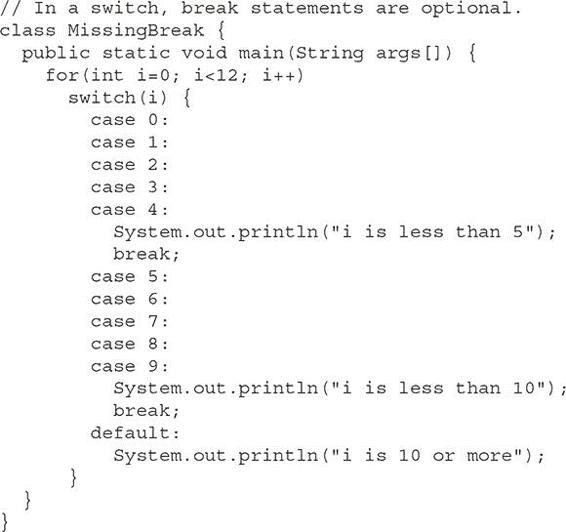 // In a switch, break statements are optional.
class MissingBreak {
  public static void main(String args[]) {
    for(int i=0; i<12; i++)
      switch(i) {
        case 0:
        case 1:
        case 2:
        case 3:
        case 4:
          System.out.println("i is less than 5");
          break;
        case 5:
        case 6:
        case 7:
        case 8:
        case 9:
          System.out.println("i is less than 10");
          break;
        default:
          System.out.println("i is 10 or more");
      }
  }
}